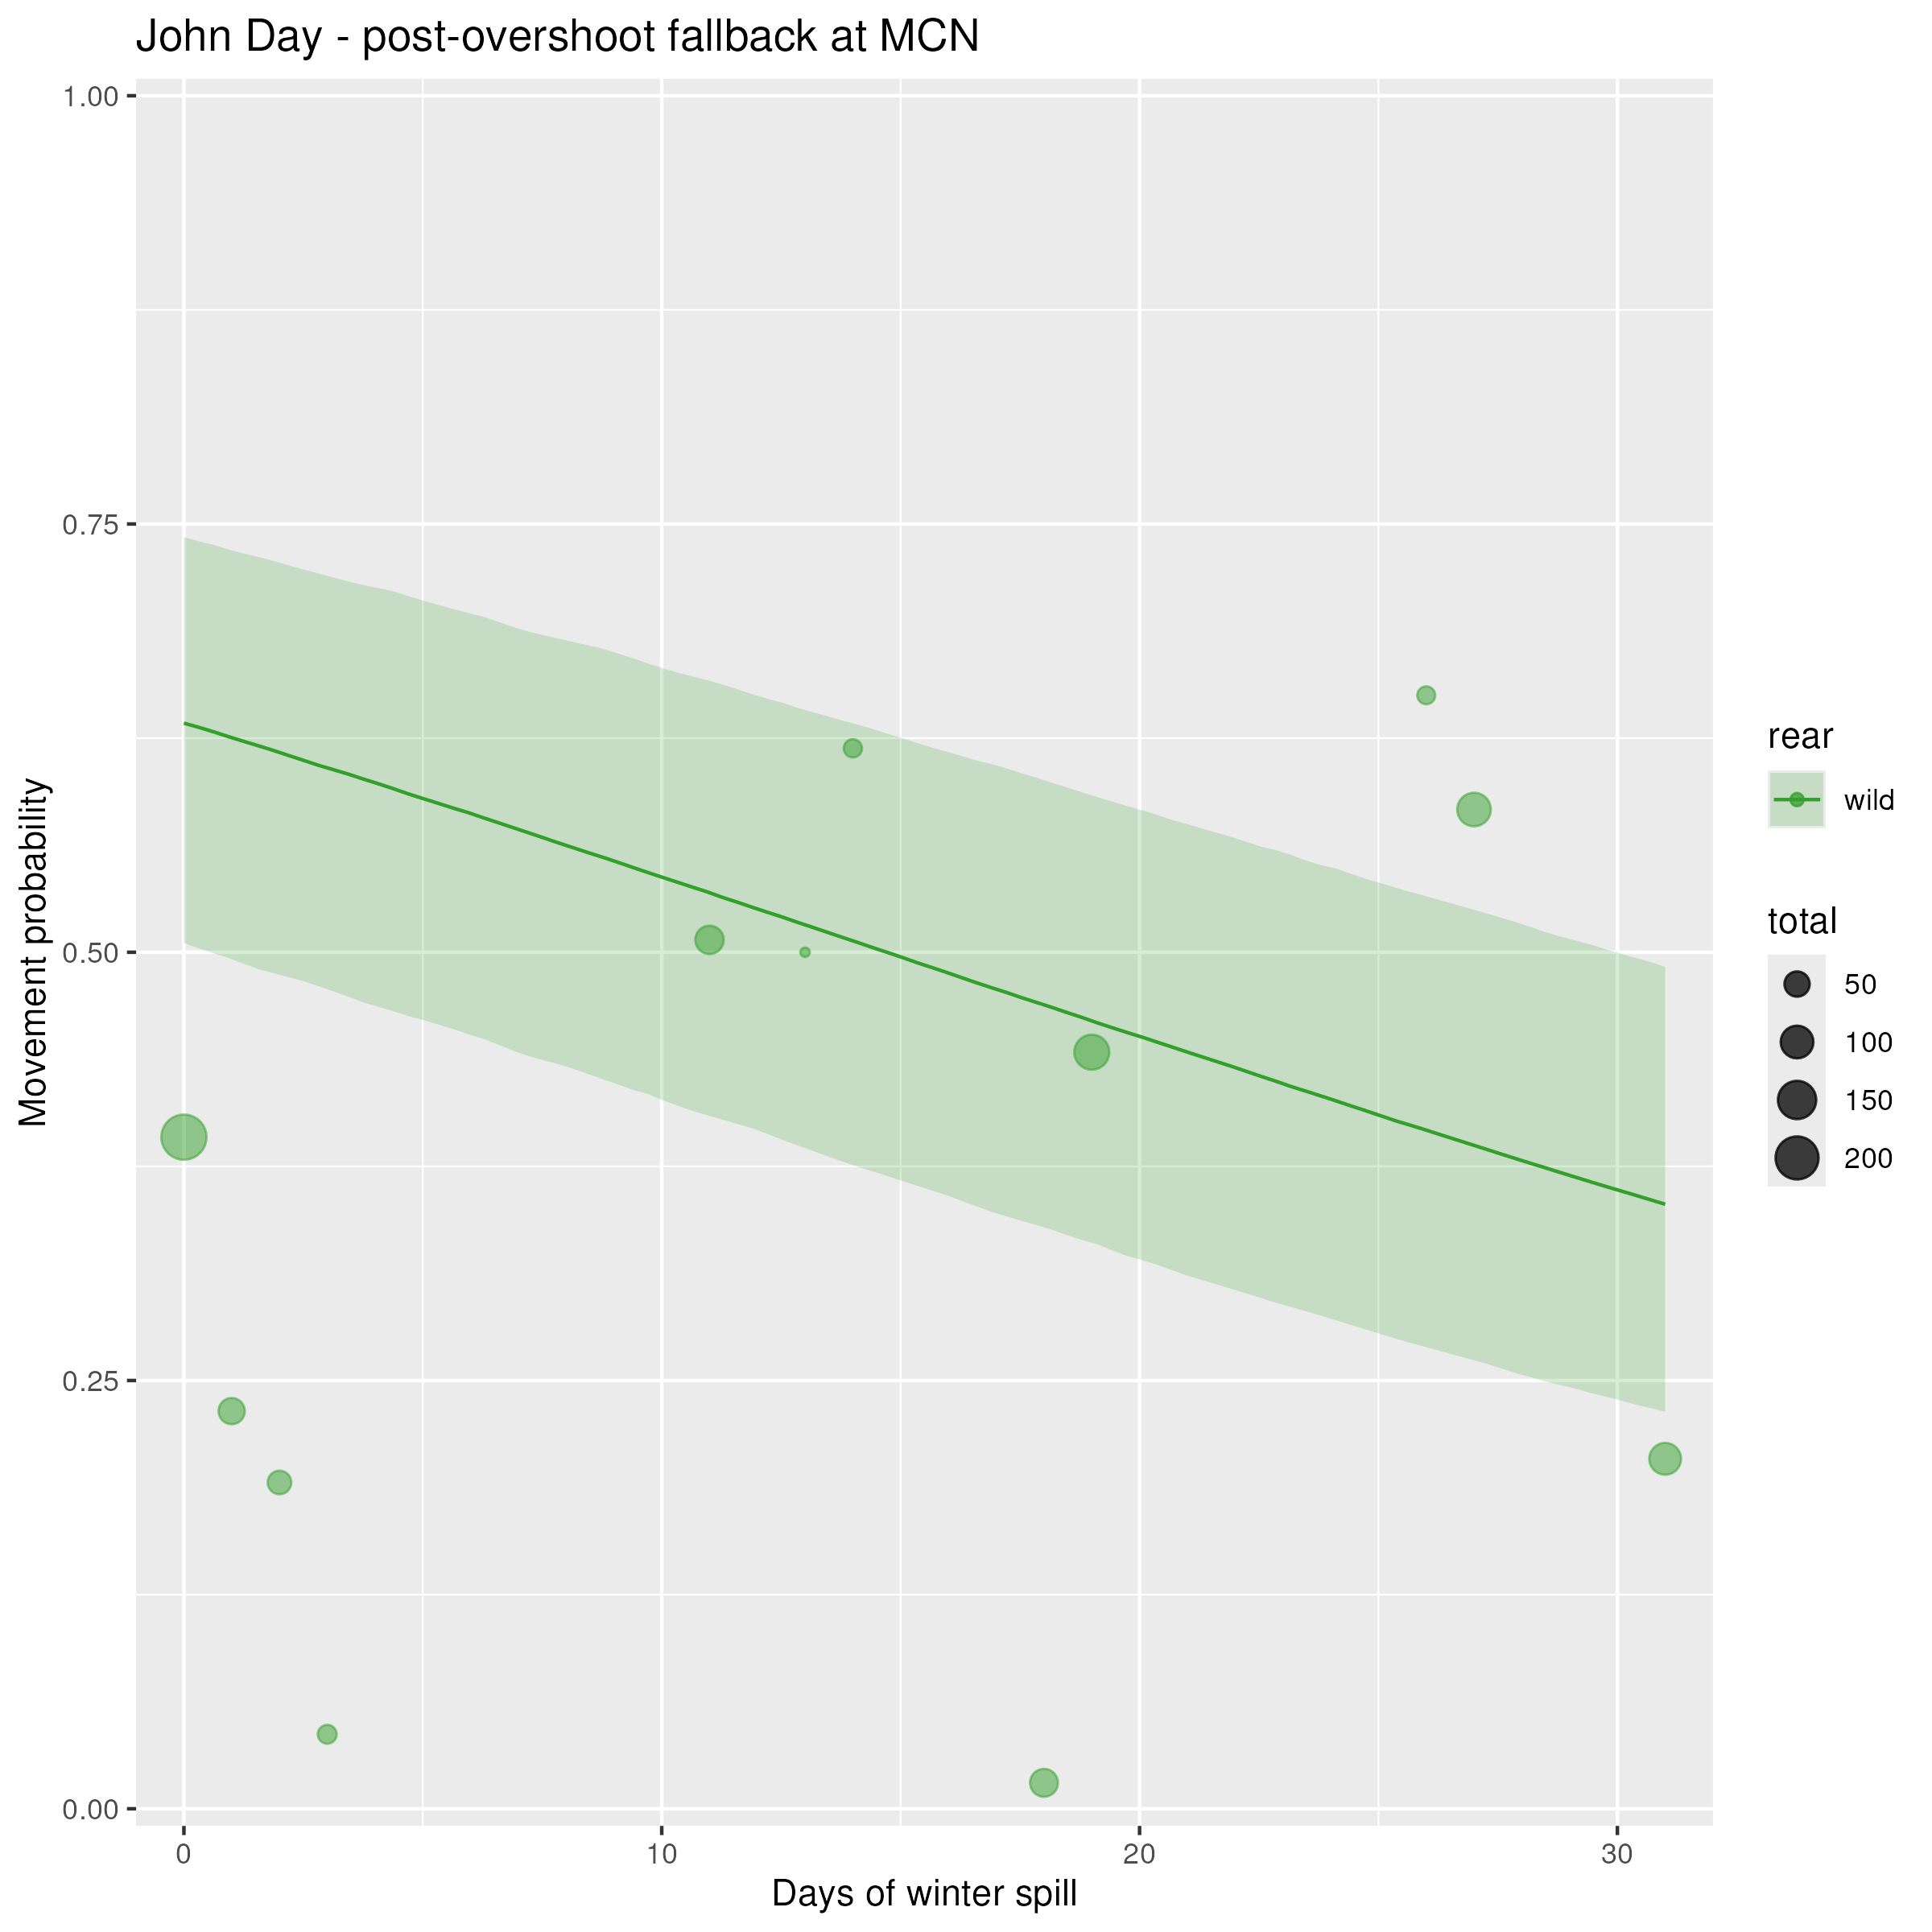 John Day - post-overshoot fallback at MCN
Movement probability
1.00
0.75
0.50
0.25
0.00
0
10
20
30
Days of winter spill
rear
wild
total
50
100
150
200